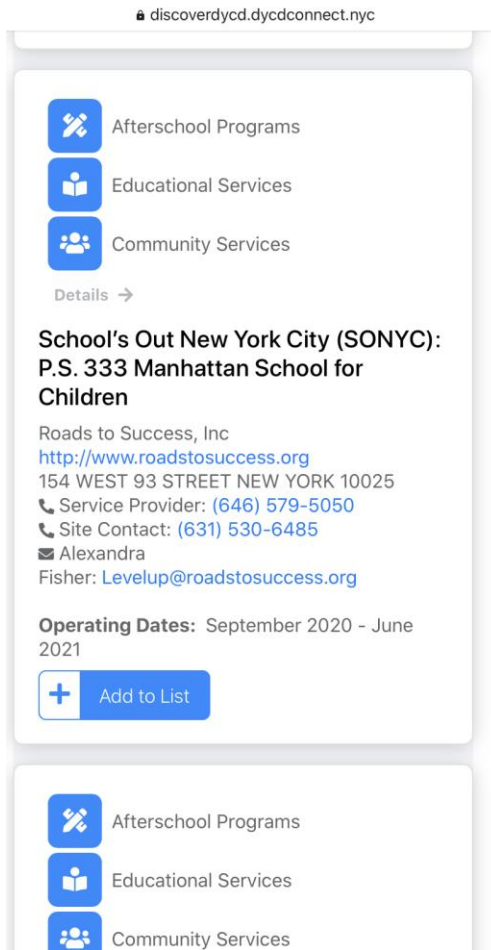 discoverdycd.dycdconnect.nyc
Afterschool Programs
Educational Services
Community Services
Details →
School’s Out New York City (SONYC):
P.S. 333 Manhattan School for
Children
Roads to Success, Inc
http://www.roadstosuccess.org
154 WEST 93 STREET NEW YORK 10025
Service Provider: (646) 579-5050
Site Contact: (631) 530-6485
Alexandra
Fisher: Levelup@roadstosuccess.org
Operating Dates: September 2020 - June
2021
+ Add to List
Afterschool Programs
Educational Services
Community Services